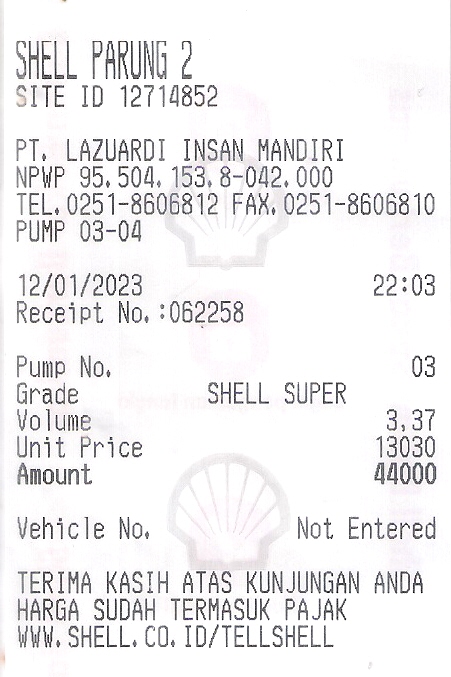 SHELL PARUNG 2
SITE ID 12714852
PT. LAZUARDI INSAN MANDIRI
NPWP 95.504.153.8-042.000
TEL.0251-8606812 FAX.0251-8606810
PUMP 03-04
12/01/2023 22:03
Receipt No.:062258
Pump No. 03
Grade SHELL SUPER
Volume 3,37
Unit Price 13030
Amount 44000
Vehicle No. Not Entered
TERIMA KASIH ATAS KUNJUNGAN ANDA
HARGA SUDAH TERMASUK PAJAK
WWW.SHELL.CO.ID/TELLSHELL